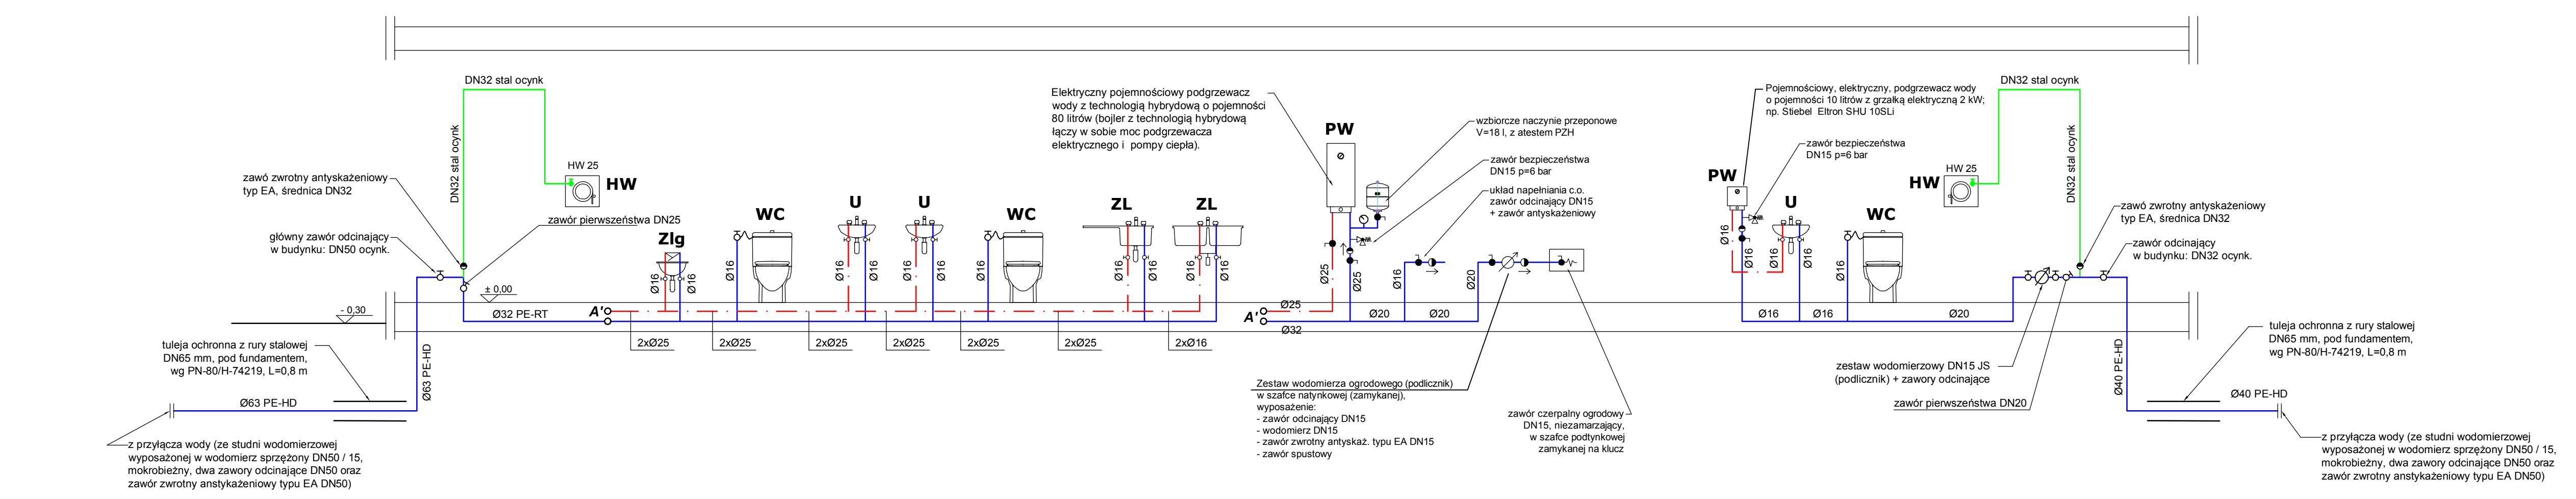 DN32 stal ocynk
DN32 stal ocynk
zawó zwrotny antyskażeniowy
typ EA, średnica DN32
HW 25
HW
zawór pierwszeństwa DN25
główny zawór odcinający
w budynku: DN50 ocynk.
± 0,00
- 0,30
Ø32 PE-RT
A'
tuleja ochronna z rury stalowej
DN65 mm, pod fundamentem,
wg PN-80/H-74219, L=0,8 m
Ø63 PE-HD
Ø63 PE-HD
z przyłącza wody (ze studni wodomierzowej
wyposażonej w wodomierz sprzężony DN50 / 15,
mokrobieżny, dwa zawory odcinające DN50 oraz
zawór zwrotny anstykażeniowy typu EA DN50)
Zlg
Ø16
Ø16
WC
Ø16
U
Ø16
Ø16
U
Ø16
Ø16
WC
Ø16
ZL
Ø16
Ø16
ZL
Ø16
Ø16
2xØ25
2xØ25
2xØ25
2xØ25
2xØ25
2xØ25
2xØ16
Elektryczny pojemnościowy podgrzewacz
wody z technologią hybrydową o pojemności
80 litrów (bojler z technologią hybrydową
łączy w sobie moc podgrzewacza
elektrycznego i pompy ciepła).
PW
wzbiorcze naczynie przeponowe
V=18 l, z atestem PZH
zawór bezpieczeństwa
DN15 p=6 bar
układ napełniania c.o.
zawór odcinający DN15
+ zawór antyskażeniowy
Ø25
Ø25
Ø16
Ø20
A'
Ø25
Ø32
Ø20
Ø20
Zestaw wodomierza ogrodowego (podlicznik)
w szafce natynkowej (zamykanej),
wyposażenie:
- zawór odcinający DN15
- wodomierz DN15
- zawór zwrotny antyskaż. typu EA DN15
- zawór spustowy
zawór czerpalny ogrodowy
DN15, niezamarzający,
w szafce podtynkowej
zamykanej na klucz
Pojemnościowy, elektryczny, podgrzewacz wody
o pojemności 10 litrów z grzałką elektryczną 2 kW;
np. Stiebel Eltron SHU 10SLi
zawór bezpieczeństwa
DN15 p=6 bar
PW
Ø16
Ø16
U
Ø16
Ø16
WC
Ø16
Ø16
Ø16
Ø20
HW 25
HW
DN32 stal ocynk
DN32 stal ocynk
zawó zwrotny antyskażeniowy
typ EA, średnica DN32
zawór odcinający
w budynku: DN32 ocynk.
zestaw wodomierzowy DN15 JS
(podlicznik) + zawory odcinające
zawór pierwszeństwa DN20
Ø40 PE-HD
tuleja ochronna z rury stalowej
DN65 mm, pod fundamentem,
wg PN-80/H-74219, L=0,8 m
Ø40 PE-HD
z przyłącza wody (ze studni wodomierzowej
wyposażonej w wodomierz sprzężony DN50 / 15,
mokrobieżny, dwa zawory odcinające DN50 oraz
zawór zwrotny anstykażeniowy typu EA DN50)